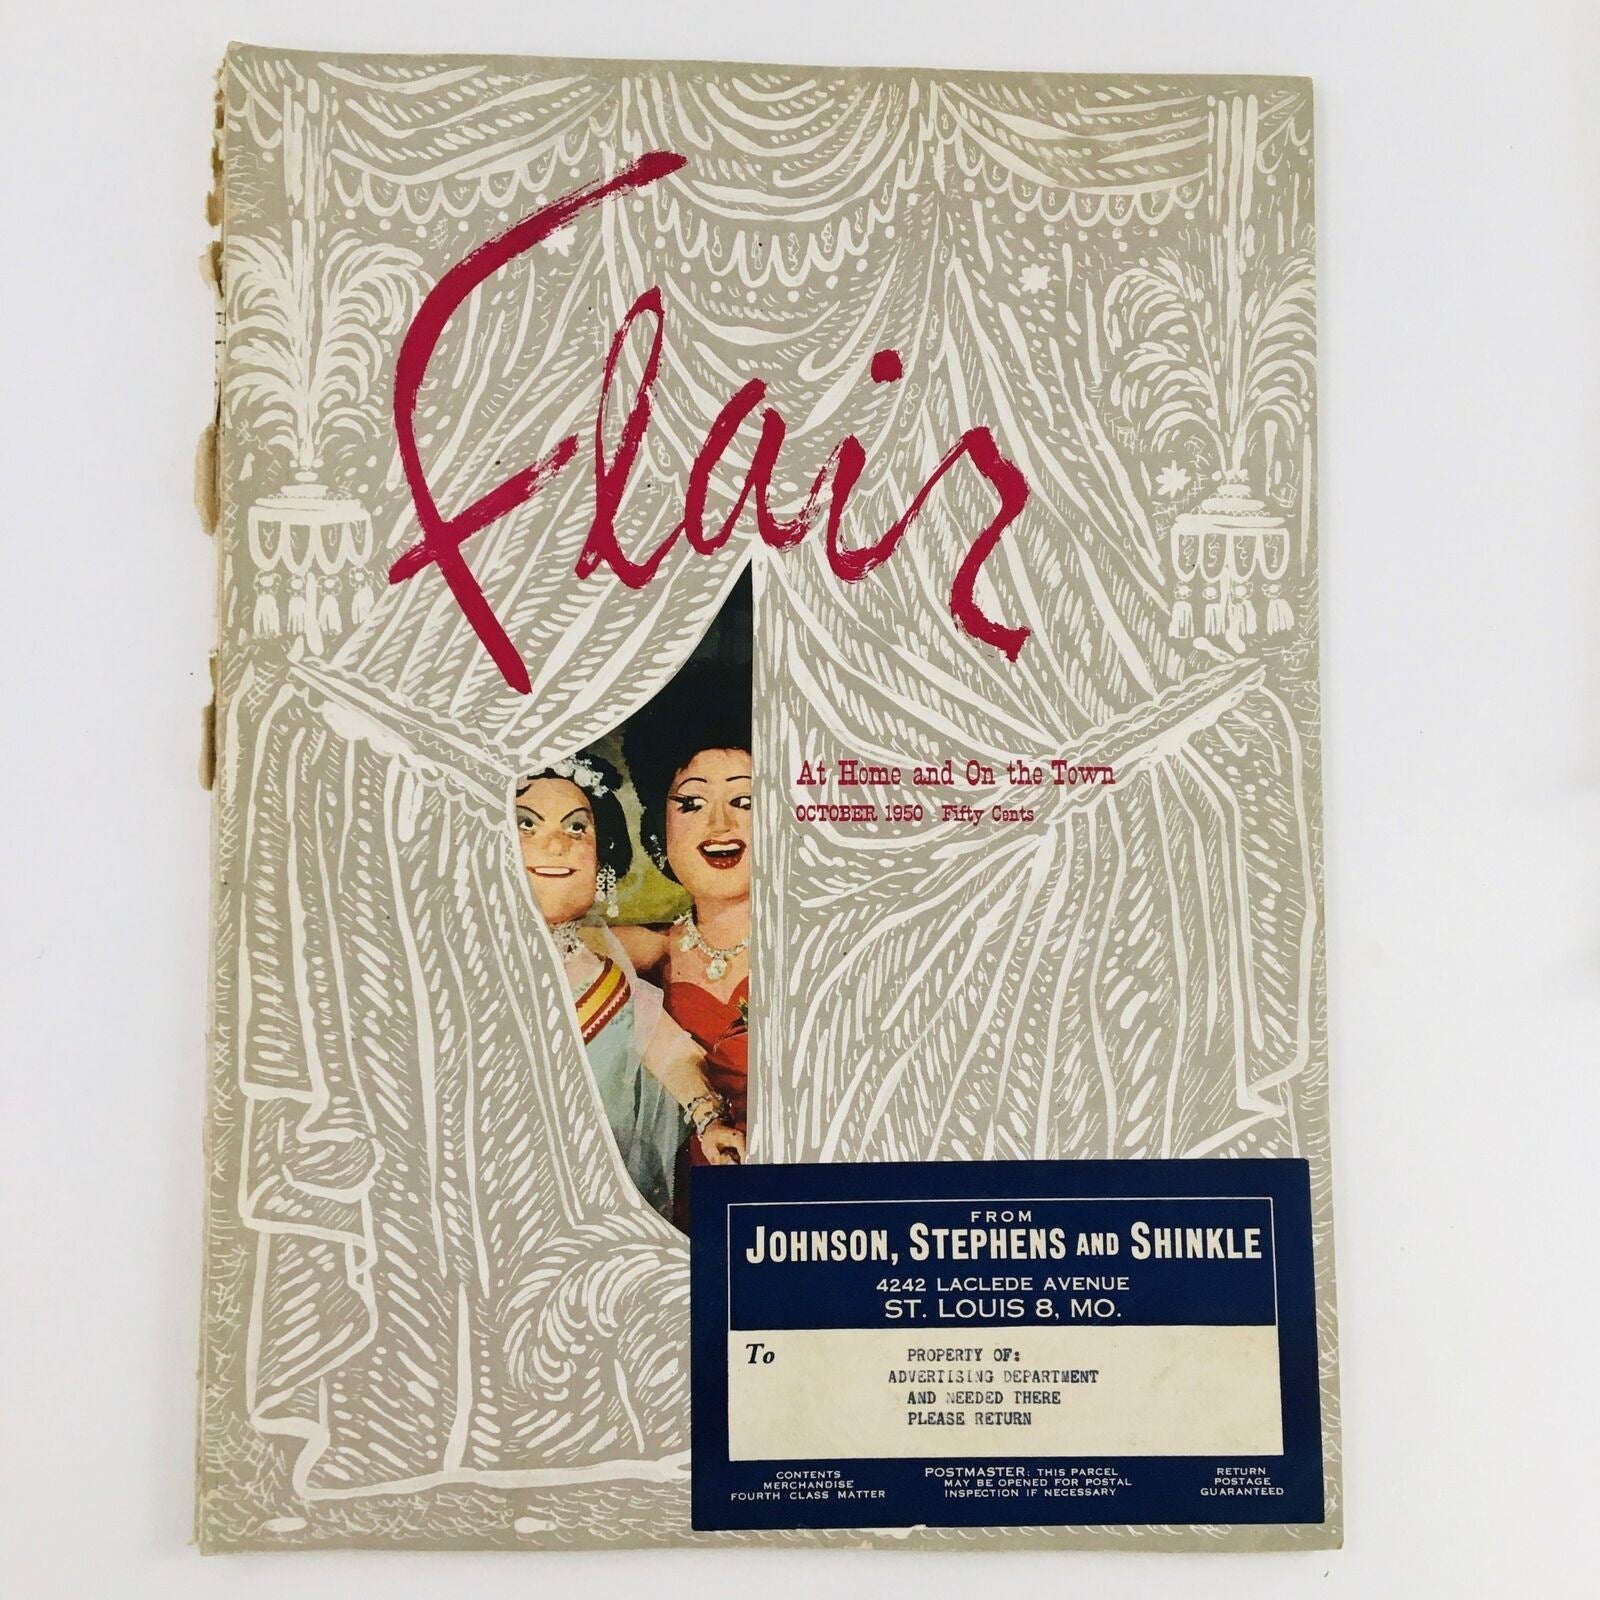 Flair
At Home and On the Town
OCTOBER 1950 Fifty Cents
FROM
JOHNSON, STEPHENS AND SHINKLE
4242 LACLEDE AVENUE
ST. LOUIS 8, MO.
To
PROPERTY OF:
ADVERTISING DEPARTMENT
AND NEEDED THERE
PLEASE RETURN
CONTENTS
MERCHANDISE
FOURTH CLASS MATTER
POSTMASTER: THIS PARCEL
MAY BE OPENED FOR POSTAL
INSPECTION IF NECESSARY
RETURN
POSTAGE
GUARANTEED